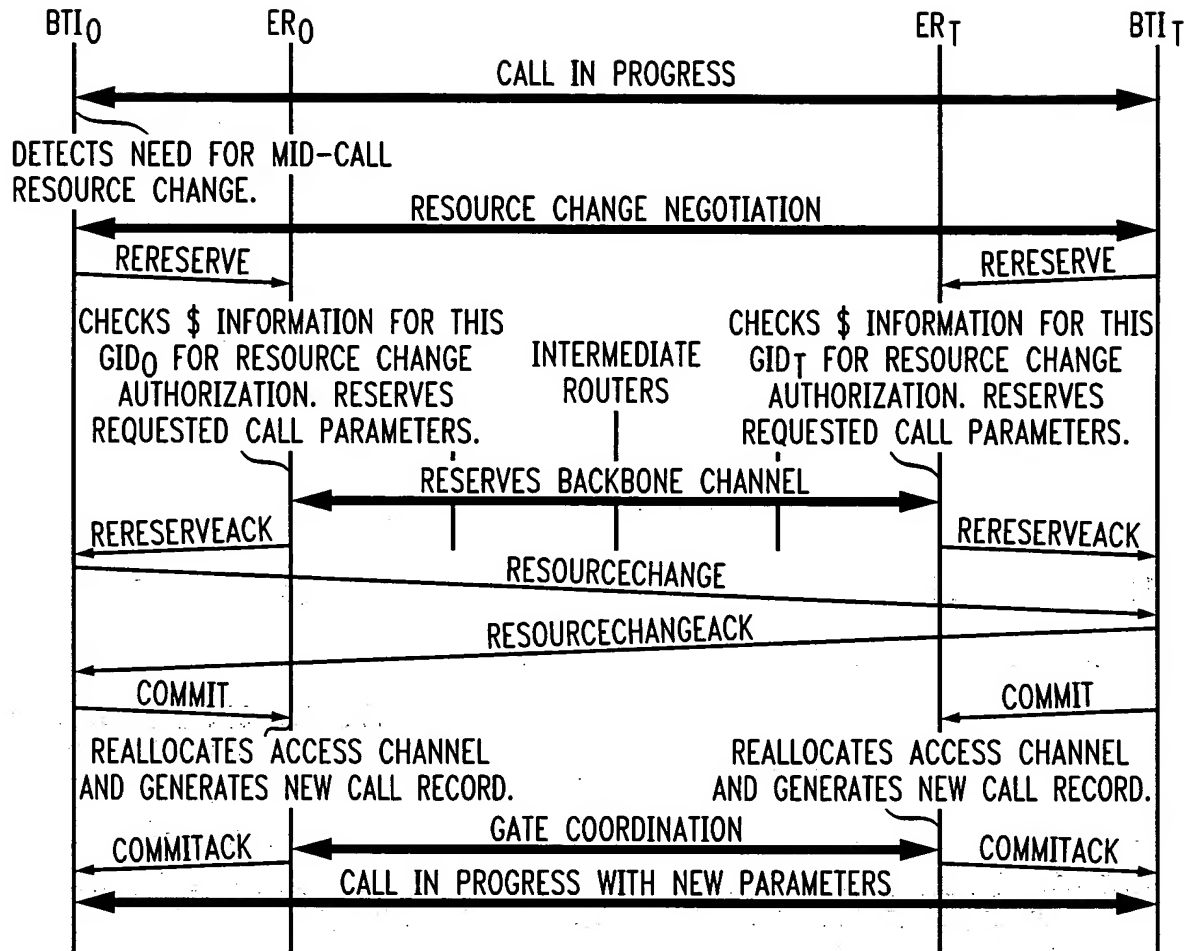 BTI₀ ER₀ ER_T BTI_T
CALL IN PROGRESS
DETECTS NEED FOR MID-CALL
RESOURCE CHANGE.
RESOURCE CHANGE NEGOTIATION
RERESERVE
RERESERVE
CHECKS $ INFORMATION FOR THIS
GID₀ FOR RESOURCE CHANGE
AUTHORIZATION. RESERVES
REQUESTED CALL PARAMETERS.
INTERMEDIATE
ROUTERS
CHECKS $ INFORMATION FOR THIS
GID_T FOR RESOURCE CHANGE
AUTHORIZATION. RESERVES
REQUESTED CALL PARAMETERS.
RESERVES BACKBONE CHANNEL
RERESERVEACK
RERESERVEACK
RESOURCECHANGE
RESOURCECHANGEACK
COMMIT
COMMIT
REALLOCATES ACCESS CHANNEL
AND GENERATES NEW CALL RECORD.
REALLOCATES ACCESS CHANNEL
AND GENERATES NEW CALL RECORD.
GATE COORDINATION
COMMITACK
COMMITACK
CALL IN PROGRESS WITH NEW PARAMETERS